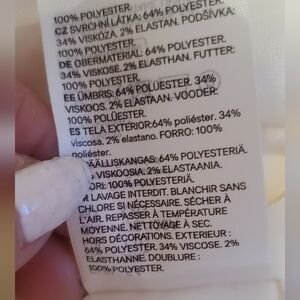 100% POLYESTER.
CZ SVRCHNÍ LÁTKA: 64% POLYESTER,
34% VISKÓZA, 2% ELASTAN. PODŠÍVKA:
100% POLYESTER.
DE OBERMATERIAL: 64% POLYESTER,
34% VISKOSE. 2% ELASTHAN. FUTTER:
100% POLYESTER.
EE ÜMBRIS: 64% POLÜESTER. 34%
VISKOOS. 2% ELASTAAN. VOODER:
100% POLÜESTER.
ES TELA EXTERIOR:64% poliéster. 34%
viscosa. 2% elastano. FORRO: 100%
poliéster.
PÄÄLLISKANGAS: 64% POLYESTERIÄ.
VISKOOSIA. 2% ELASTAANIA.
ORI: 100% POLYESTERIÄ.
R LAVAGE INTERDIT. BLANCHIR SANS
CHLORE SI NÉCESSAIRE. SÉCHER À
L'AIR. REPASSER À TEMPÉRATURE
MOYENNE. NETTOYAGE À SEC.
HORS DÉCORATIONS. EXTERIEUR :
64% POLYESTER. 34% VISCOSE. 2%
ELASTHANNE. DOUBLURE :
100% POLYESTER.